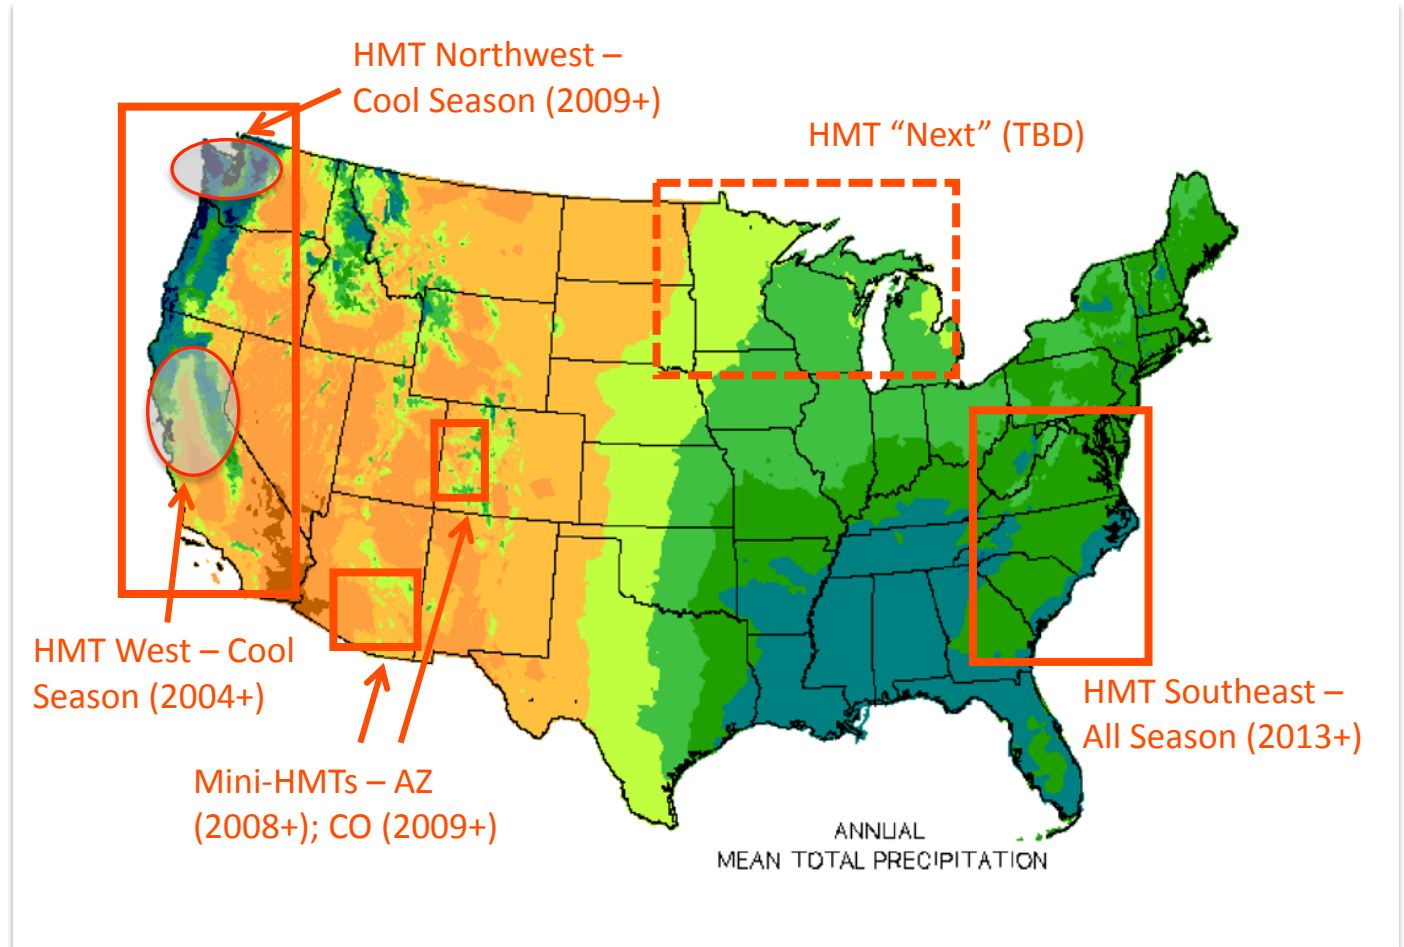 HMT Northwest –
Cool Season (2009+)
HMT “Next” (TBD)
HMT West – Cool
Season (2004+)
HMT Southeast –
All Season (2013+)
Mini-HMTs – AZ
(2008+); CO (2009+)
ANNUAL
MEAN TOTAL PRECIPITATION